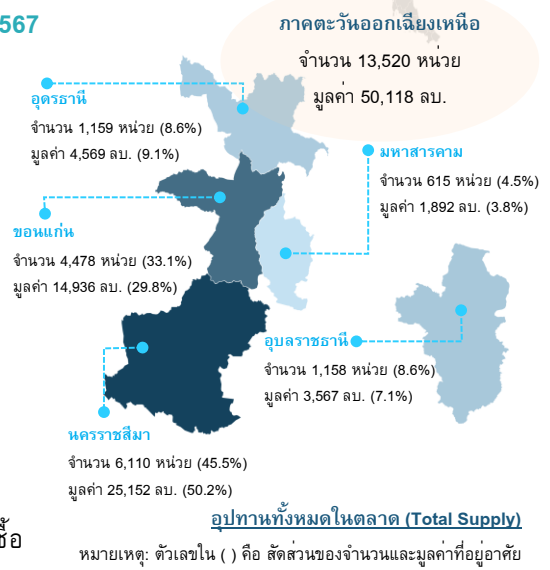 567
ภาคตะวันออกเฉียงเหนือ
จำนวน 13,520 หน่วย
มูลค่า 50,118 ลบ.
อุดรธานี
จำนวน 1,159 หน่วย (8.6%)
มูลค่า 4,569 ลบ. (9.1%)
มหาสารคาม
จำนวน 615 หน่วย (4.5%)
มูลค่า 1,892 ลบ. (3.8%)
ขอนแก่น
จำนวน 4,478 หน่วย (33.1%)
มูลค่า 14,936 ลบ. (29.8%)
อุบลราชธานี
จำนวน 1,158 หน่วย (8.6%)
มูลค่า 3,567 ลบ. (7.1%)
นครราชสีมา
จำนวน 6,110 หน่วย (45.5%)
มูลค่า 25,152 ลบ. (50.2%)
อุปทานทั้งหมดในตลาด (Total Supply)
ซื้อ
หมายเหตุ: ตัวเลขใน ( ) คือ สัดส่วนของจำนวนและมูลค่าที่อยู่อาศัย